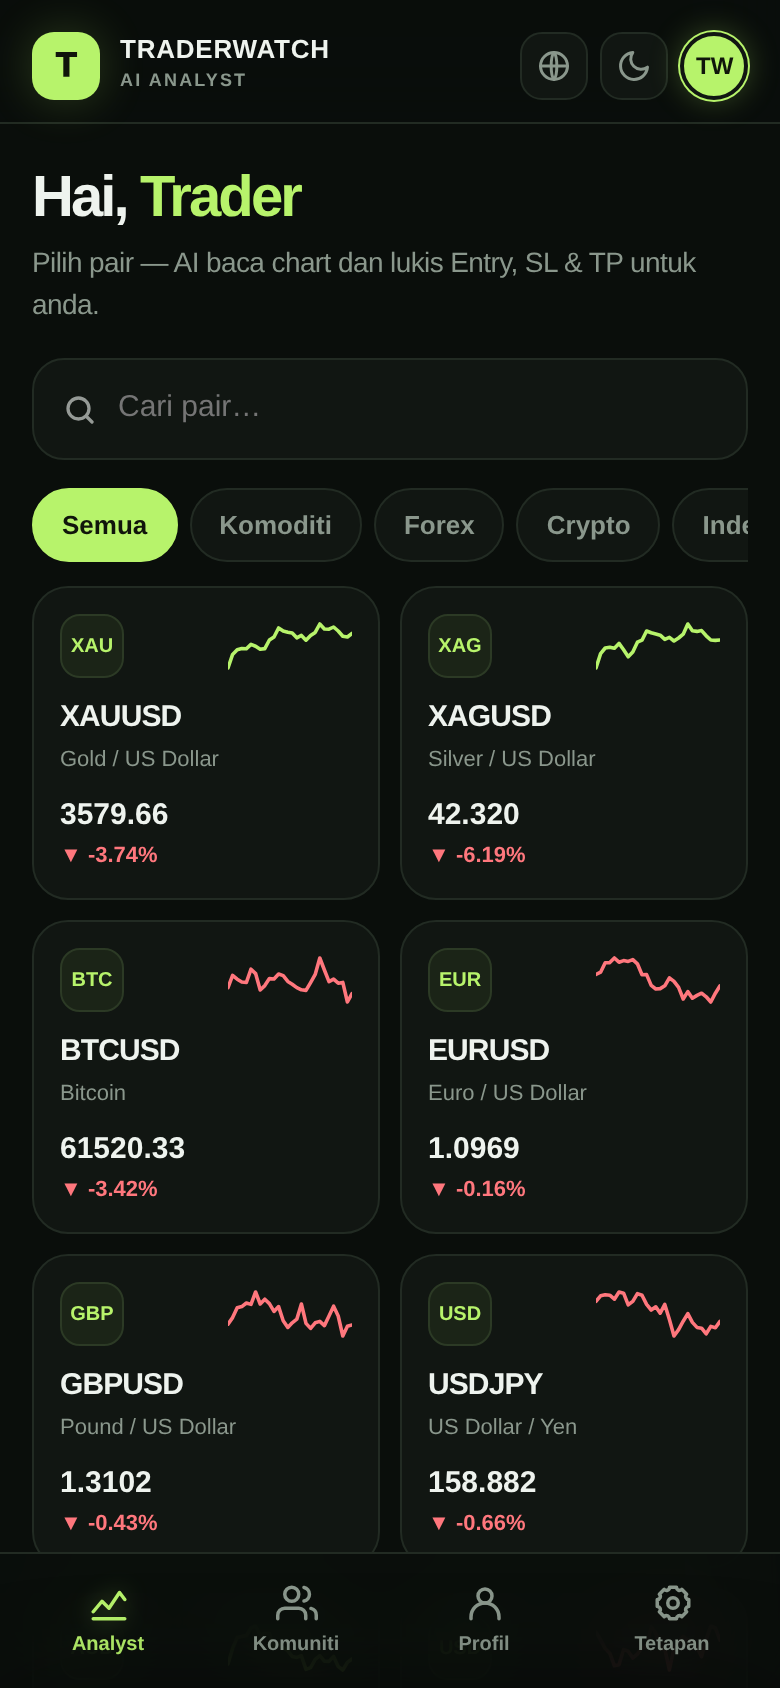 T
TRADERWATCH
AI ANALYST
TW
Hai, Trader
Pilih pair — AI baca chart dan lukis Entry, SL & TP untuk
anda.
Cari pair…
Semua
Komoditi
Forex
Crypto
Inde
XAU
XAUUSD
Gold / US Dollar
3579.66
▼ -3.74%
XAG
XAGUSD
Silver / US Dollar
42.320
▼ -6.19%
BTC
BTCUSD
Bitcoin
61520.33
▼ -3.42%
EUR
EURUSD
Euro / US Dollar
1.0969
▼ -0.16%
GBP
GBPUSD
Pound / US Dollar
1.3102
▼ -0.43%
USD
USDJPY
US Dollar / Yen
158.882
▼ -0.66%
Analyst
Komuniti
Profil
Tetapan